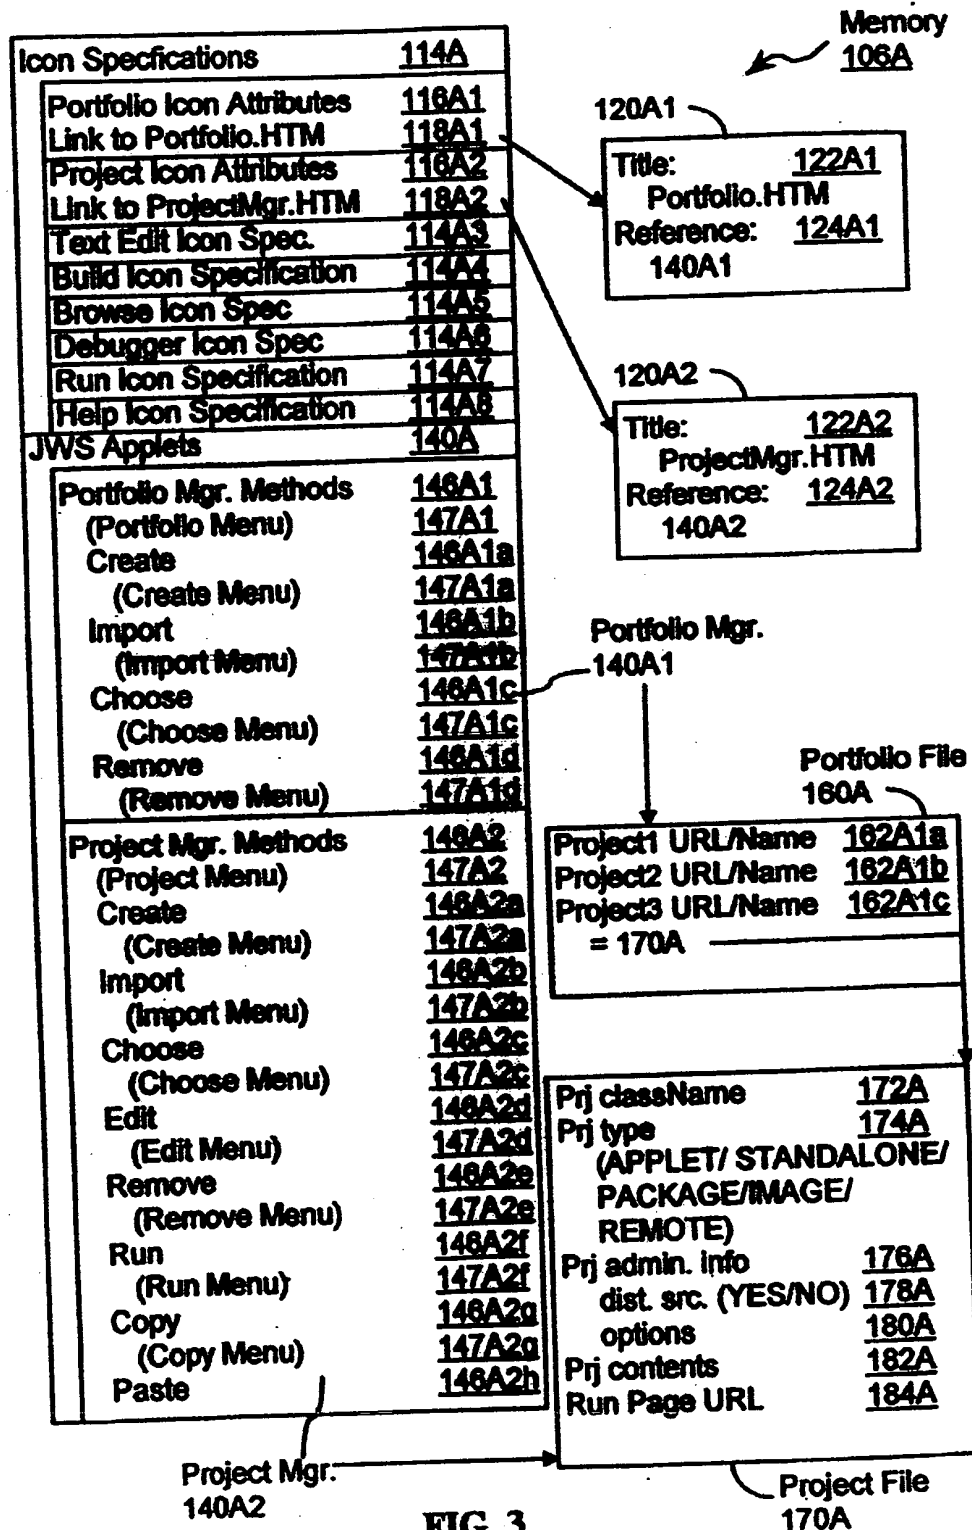 Memory
106A
Icon Specfications 114A
Portfolio Icon Attributes 116A1
Link to Portfolio.HTM 118A1
Project Icon Attributes 116A2
Link to ProjectMgr.HTM 118A2
Text Edit Icon Spec. 114A3
Build Icon Specification 114A4
Browse Icon Spec 114A5
Debugger Icon Spec 114A6
Run Icon Specification 114A7
Help Icon Specification 114A8
JWS Applets 140A
Portfolio Mgr. Methods 146A1
(Portfolio Menu) 147A1
Create 146A1a
(Create Menu) 147A1a
Import 146A1b
(Import Menu) 147A1b
Choose 146A1c
(Choose Menu) 147A1c
Remove 146A1d
(Remove Menu) 147A1d
Project Mgr. Methods 146A2
(Project Menu) 147A2
Create 146A2a
(Create Menu) 147A2a
Import 146A2b
(Import Menu) 147A2b
Choose 146A2c
(Choose Menu) 147A2c
Edit 146A2d
(Edit Menu) 147A2d
Remove 146A2e
(Remove Menu) 147A2e
Run 146A2f
(Run Menu) 147A2f
Copy 146A2g
(Copy Menu) 147A2g
Paste 146A2h
120A1
Title: 122A1
Portfolio.HTM
Reference: 124A1
140A1
120A2
Title: 122A2
ProjectMgr.HTM
Reference: 124A2
140A2
Portfolio Mgr.
140A1
Portfolio File
160A
Project1 URL/Name 162A1a
Project2 URL/Name 162A1b
Project3 URL/Name 162A1c
= 170A
Prj className 172A
Prj type 174A
(APPLET/ STANDALONE/
PACKAGE/IMAGE/
REMOTE)
Prj admin. info 176A
dist. src. (YES/NO) 178A
options 180A
Prj contents 182A
Run Page URL 184A
Project Mgr.
140A2
Project File
170A
FIG. 3